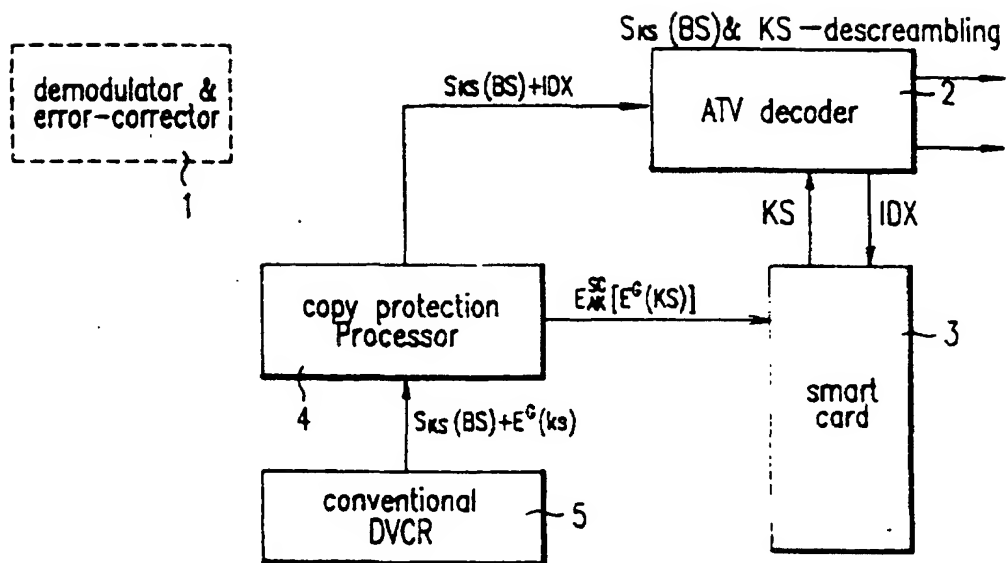 SKS (BS)& KS-descreambling
demodulator &
error-corrector
1
SKS(BS)+IDX
ATV decoder
2
KS
IDX
copy protection
Processor
4
E^SC_AK[E^G(KS)]
smart
card
3
SKS(BS)+E^G(ks)
conventional
DVCR
5